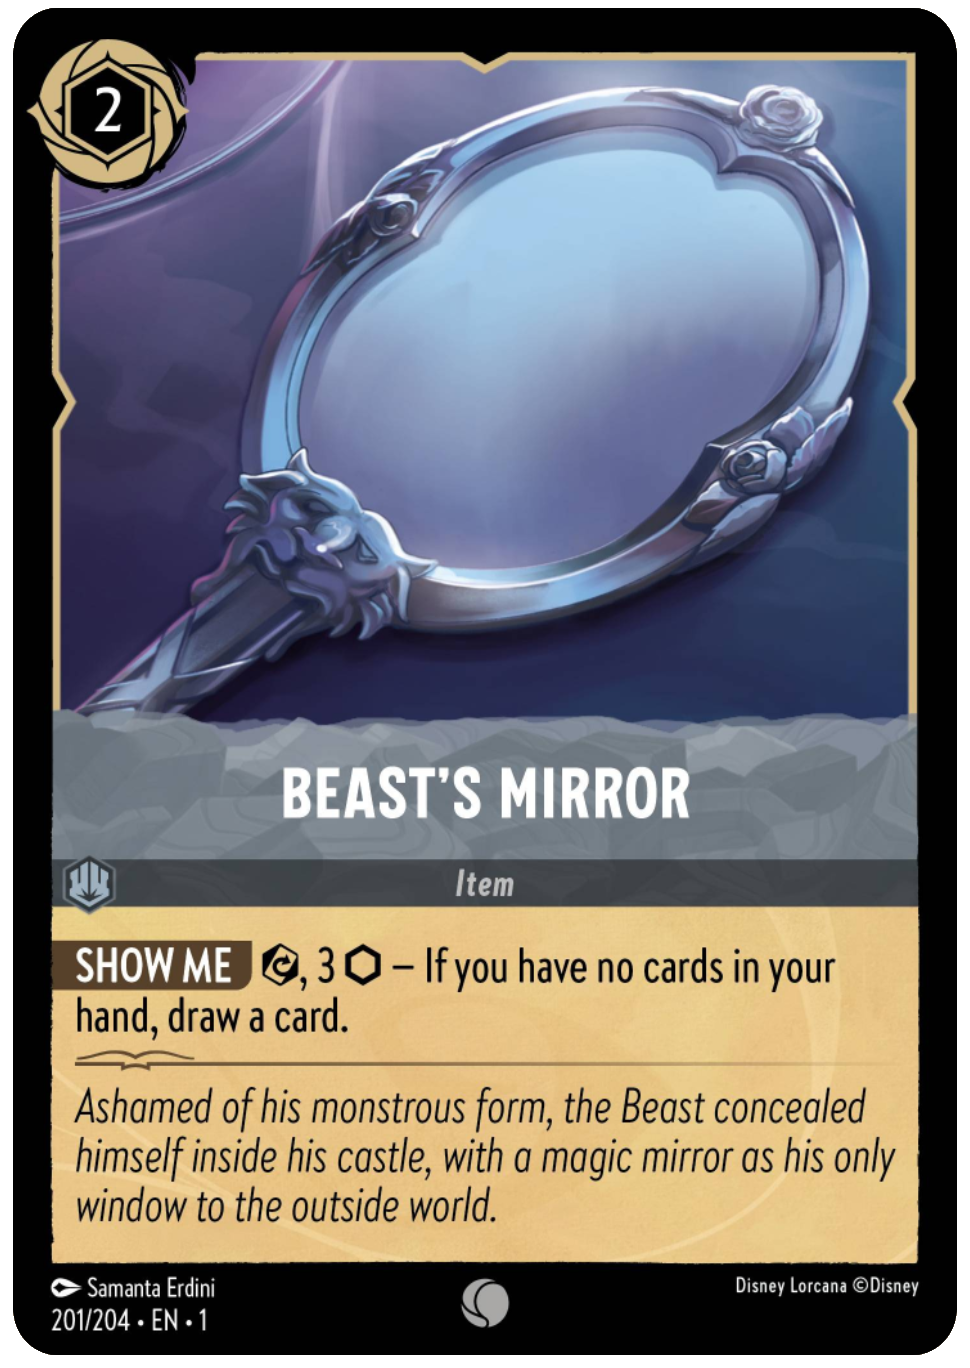 2
BEAST'S MIRROR
Item
SHOW ME , 3 – If you have no cards in your
hand, draw a card.
Ashamed of his monstrous form, the Beast concealed
himself inside his castle, with a magic mirror as his only
window to the outside world.
Samanta Erdini
Disney Lorcana ©Disney
201/204 • EN • 1